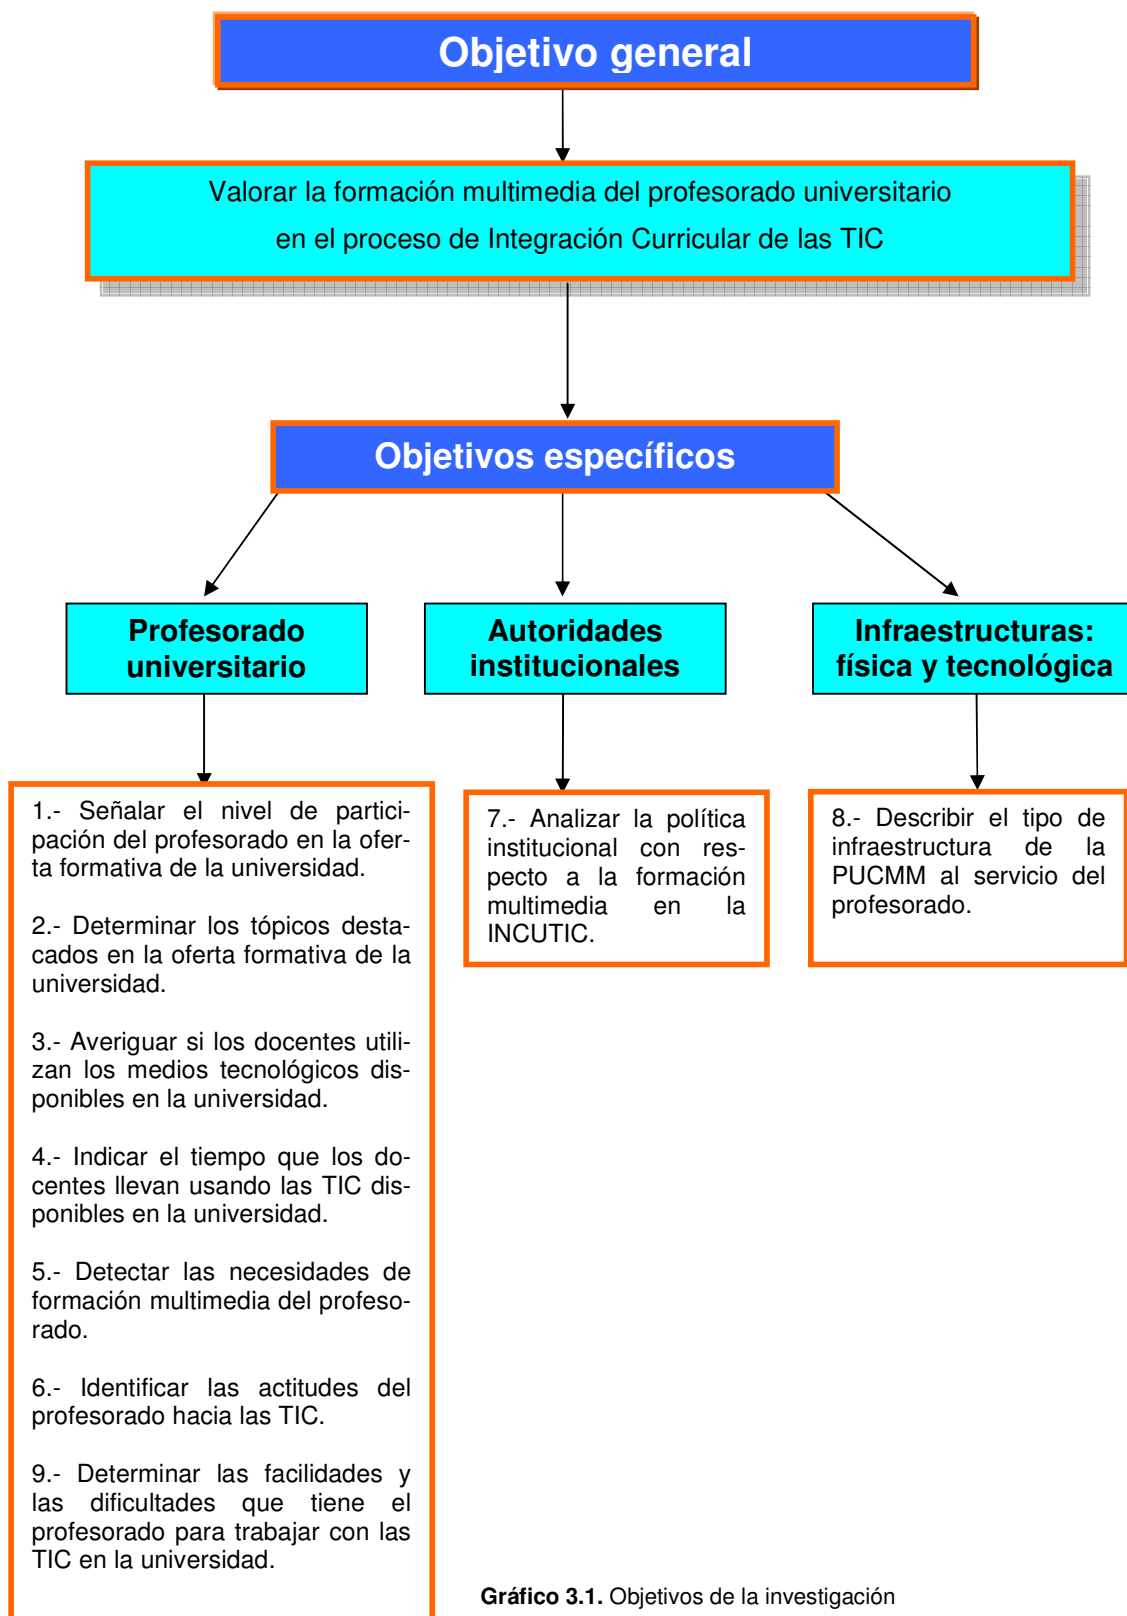 Objetivo general
Valorar la formación multimedia del profesorado universitario
en el proceso de Integración Curricular de las TIC
Objetivos específicos
Profesorado
universitario
Autoridades
institucionales
Infraestructuras:
física y tecnológica
1.- Señalar el nivel de partici-
pación del profesorado en la ofer-
ta formativa de la universidad.
2.- Determinar los tópicos desta-
cados en la oferta formativa de la
universidad.
3.- Averiguar si los docentes utili-
zan los medios tecnológicos dis-
ponibles en la universidad.
4.- Indicar el tiempo que los do-
centes llevan usando las TIC dis-
ponibles en la universidad.
5.- Detectar las necesidades de
formación multimedia del profeso-
rado.
6.- Identificar las actitudes del
profesorado hacia las TIC.
9.- Determinar las facilidades y
las dificultades que tiene el
profesorado para trabajar con las
TIC en la universidad.
7.- Analizar la política
institucional con res-
pecto a la formación
multimedia en la
INCUTIC.
8.- Describir el tipo de
infraestructura de la
PUCMM al servicio del
profesorado.
Gráfico 3.1. Objetivos de la investigación